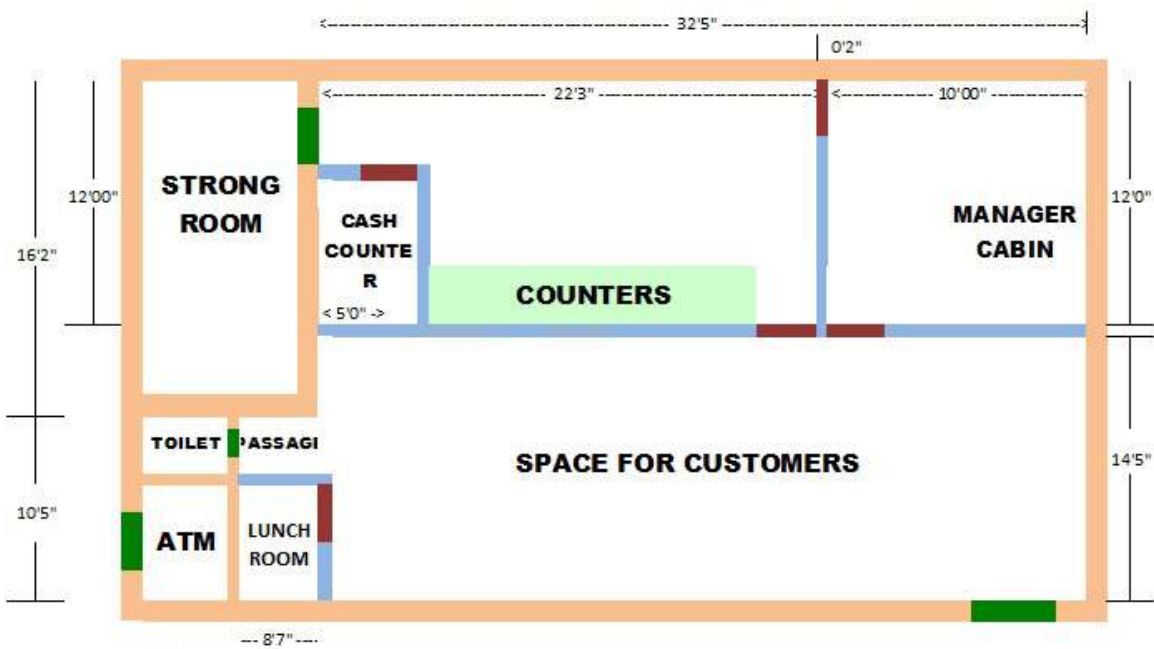 32'5"
0'2"
22'3"
10'00"
STRONG
ROOM
12'00"
12'0"
MANAGER
CABIN
CASH
COUNTE
R
16'2"
COUNTERS
< 5'0" ->
TOILET
PASSAGI
SPACE FOR CUSTOMERS
14'5"
10'5"
ATM
LUNCH
ROOM
8'7"